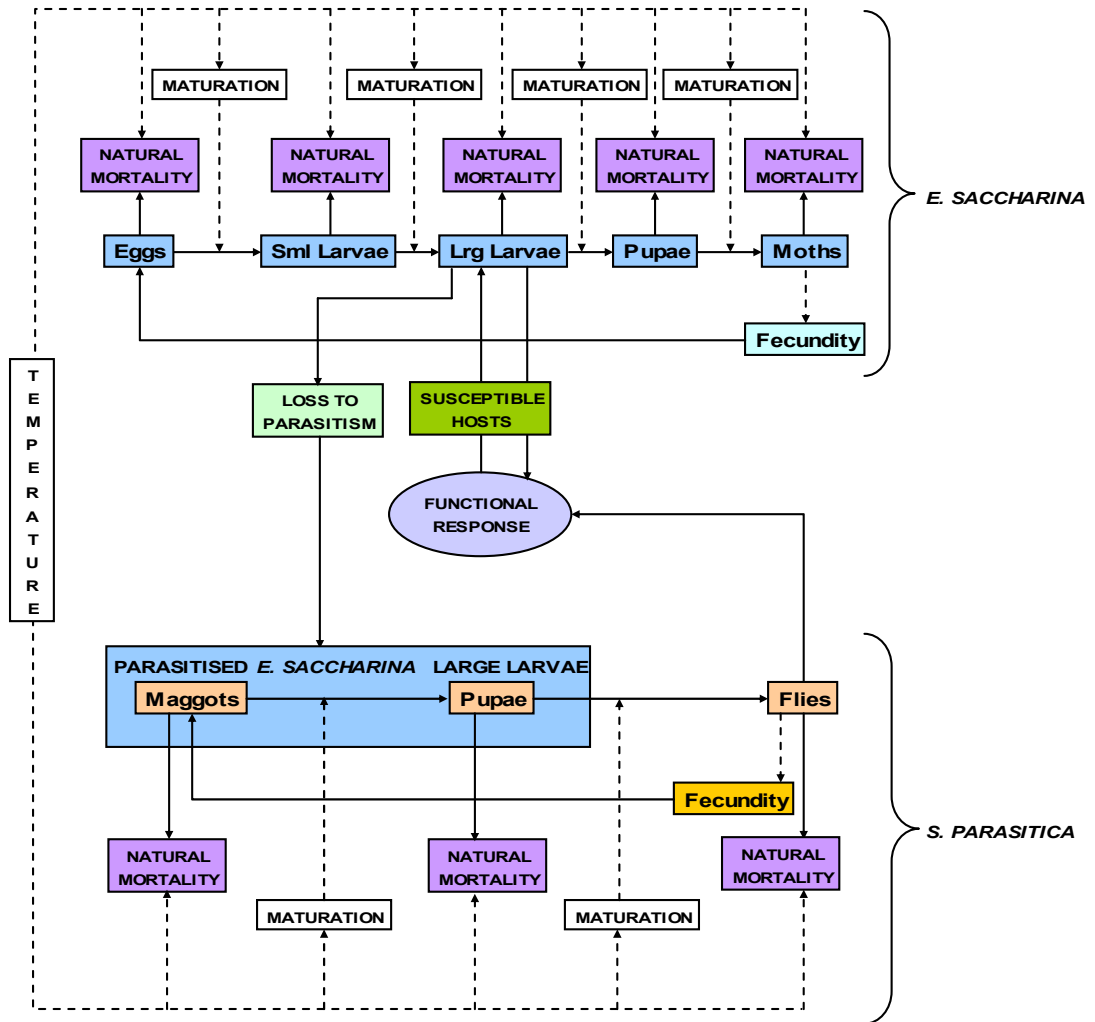 MATURATION
MATURATION
MATURATION
MATURATION
NATURAL
MORTALITY
NATURAL
MORTALITY
NATURAL
MORTALITY
NATURAL
MORTALITY
NATURAL
MORTALITY
E. SACCHARINA
Eggs
Sml Larvae
Lrg Larvae
Pupae
Moths
Fecundity
TEMPERATURE
LOSS TO
PARASITISM
SUSCEPTIBLE
HOSTS
FUNCTIONAL
RESPONSE
PARASITISED E. SACCHARINA LARGE LARVAE
Maggots
Pupae
Flies
Fecundity
S. PARASITICA
NATURAL
MORTALITY
NATURAL
MORTALITY
NATURAL
MORTALITY
MATURATION
MATURATION